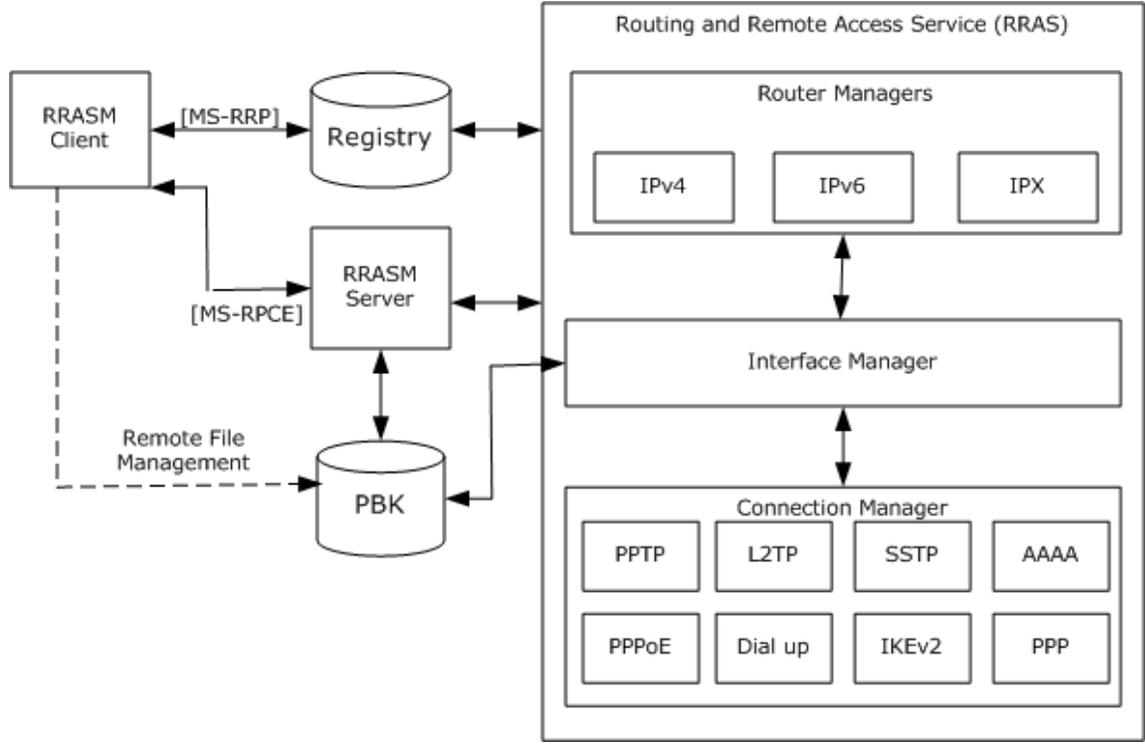 Routing and Remote Access Service (RRAS)
RRASM
Client
[MS-RRP]
Registry
Router Managers
IPv4
IPv6
IPX
RRASM
Server
[MS-RPCE]
Interface Manager
Remote File
Management
PBK
Connection Manager
PPTP
L2TP
SSTP
AAAA
PPPoE
Dial up
IKEv2
PPP